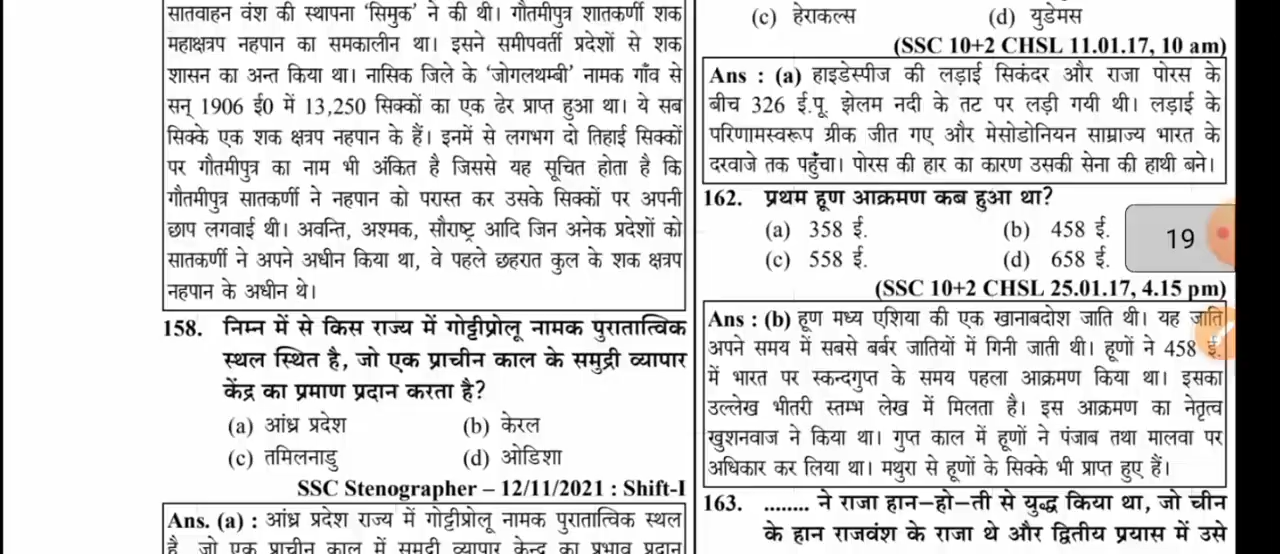 सातवाहन वंश की स्थापना ‘सिमुक’ ने की थी। गौतमीपुत्र शातकर्णी शक
महाक्षत्रप नहपान का समकालीन था। इसने समीपवर्ती प्रदेशों से शक
शासन का अन्त किया था। नासिक जिले के ‘जोगलथम्बी’ नामक गाँव से
सन् 1906 ई0 में 13,250 सिक्कों का एक ढेर प्राप्त हुआ था। ये सब
सिक्के एक शक क्षत्रप नहपान के हैं। इनमें से लगभग दो तिहाई सिक्कों
पर गौतमीपुत्र का नाम भी अंकित है जिससे यह सूचित होता है कि
गौतमीपुत्र सातकर्णी ने नहपान को परास्त कर उसके सिक्कों पर अपनी
छाप लगवाई थी। अवन्ति, अश्मक, सौराष्ट्र आदि जिन अनेक प्रदेशों को
सातकर्णी ने अपने अधीन किया था, वे पहले छहरात कुल के शक क्षत्रप
नहपान के अधीन थे।
158. निम्न में से किस राज्य में गोट्टीप्रोलू नामक पुरातात्विक
स्थल स्थित है, जो एक प्राचीन काल के समुद्री व्यापार
केंद्र का प्रमाण प्रदान करता है?
(a) आंध्र प्रदेश (b) केरल
(c) तमिलनाडु (d) ओडिशा
SSC Stenographer – 12/11/2021 : Shift-I
Ans. (a) : आंध्र प्रदेश राज्य में गोट्टीप्रोलू नामक पुरातात्विक स्थल
है, जो एक प्राचीन काल में समुद्री व्यापार केन्द्र का प्रभाव प्रदान
(c) हेराकल्स (d) युडेमस
(SSC 10+2 CHSL 11.01.17, 10 am)
Ans : (a) हाइडेस्पीज की लड़ाई सिकंदर और राजा पोरस के
बीच 326 ई.पू. झेलम नदी के तट पर लड़ी गयी थी। लड़ाई के
परिणामस्वरूप ग्रीक जीत गए और मेसोडोनियन साम्राज्य भारत के
दरवाजे तक पहुँचा। पोरस की हार का कारण उसकी सेना की हाथी बने।
162. प्रथम हूण आक्रमण कब हुआ था?
(a) 358 ई. (b) 458 ई.
(c) 558 ई. (d) 658 ई.
19
(SSC 10+2 CHSL 25.01.17, 4.15 pm)
Ans : (b) हूण मध्य एशिया की एक खानाबदोश जाति थी। यह जाति
अपने समय में सबसे बर्बर जातियों में गिनी जाती थी। हूणों ने 458 ई.
में भारत पर स्कन्दगुप्त के समय पहला आक्रमण किया था। इसका
उल्लेख भीतरी स्तम्भ लेख में मिलता है। इस आक्रमण का नेतृत्व
खुशनवाज ने किया था। गुप्त काल में हूणों ने पंजाब तथा मालवा पर
अधिकार कर लिया था। मथुरा से हूणों के सिक्के भी प्राप्त हुए हैं।
163. ........ ने राजा हान–हो–ती से युद्ध किया था, जो चीन
के हान राजवंश के राजा थे और द्वितीय प्रयास में उसे